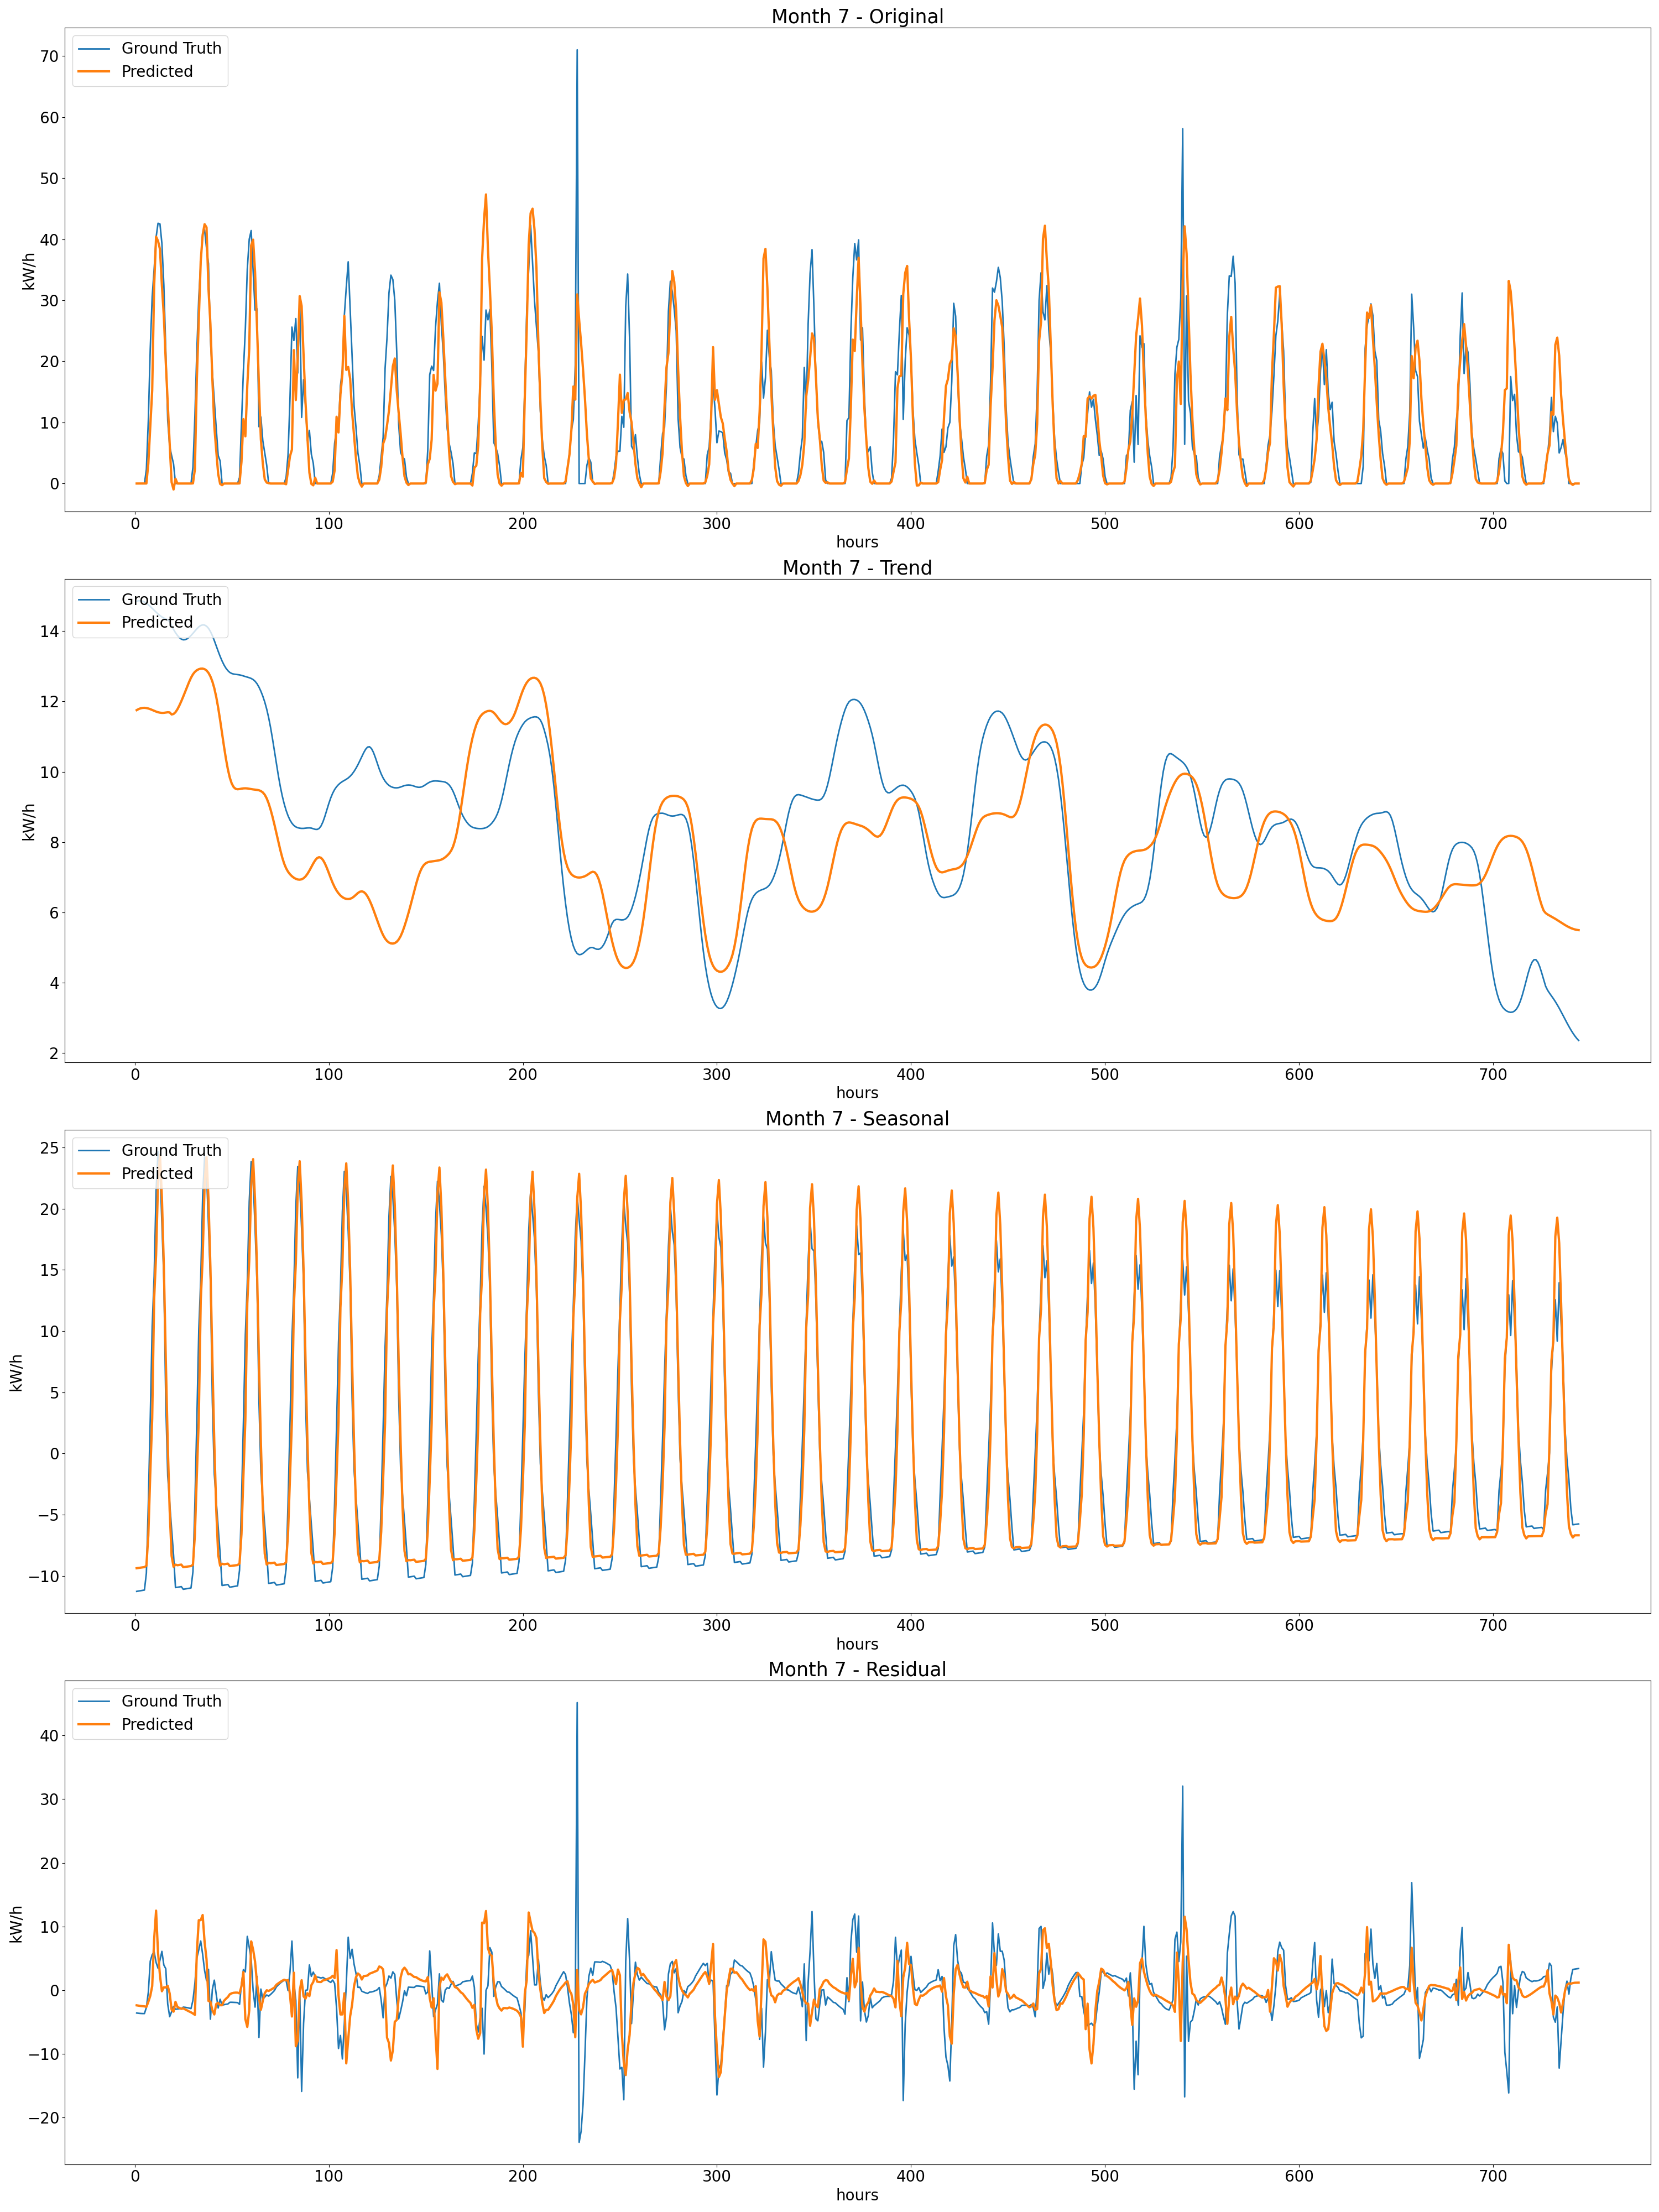 Month 7 - Original
Ground Truth
Predicted
70
60
50
40
30
20
10
0
kW/h
0 100 200 300 400 500 600 700
hours
Month 7 - Trend
Ground Truth
Predicted
14
12
10
8
6
4
2
kW/h
0 100 200 300 400 500 600 700
hours
Month 7 - Seasonal
Ground Truth
Predicted
25
20
15
10
5
0
−5
−10
kW/h
0 100 200 300 400 500 600 700
hours
Month 7 - Residual
Ground Truth
Predicted
40
30
20
10
0
−10
−20
kW/h
0 100 200 300 400 500 600 700
hours